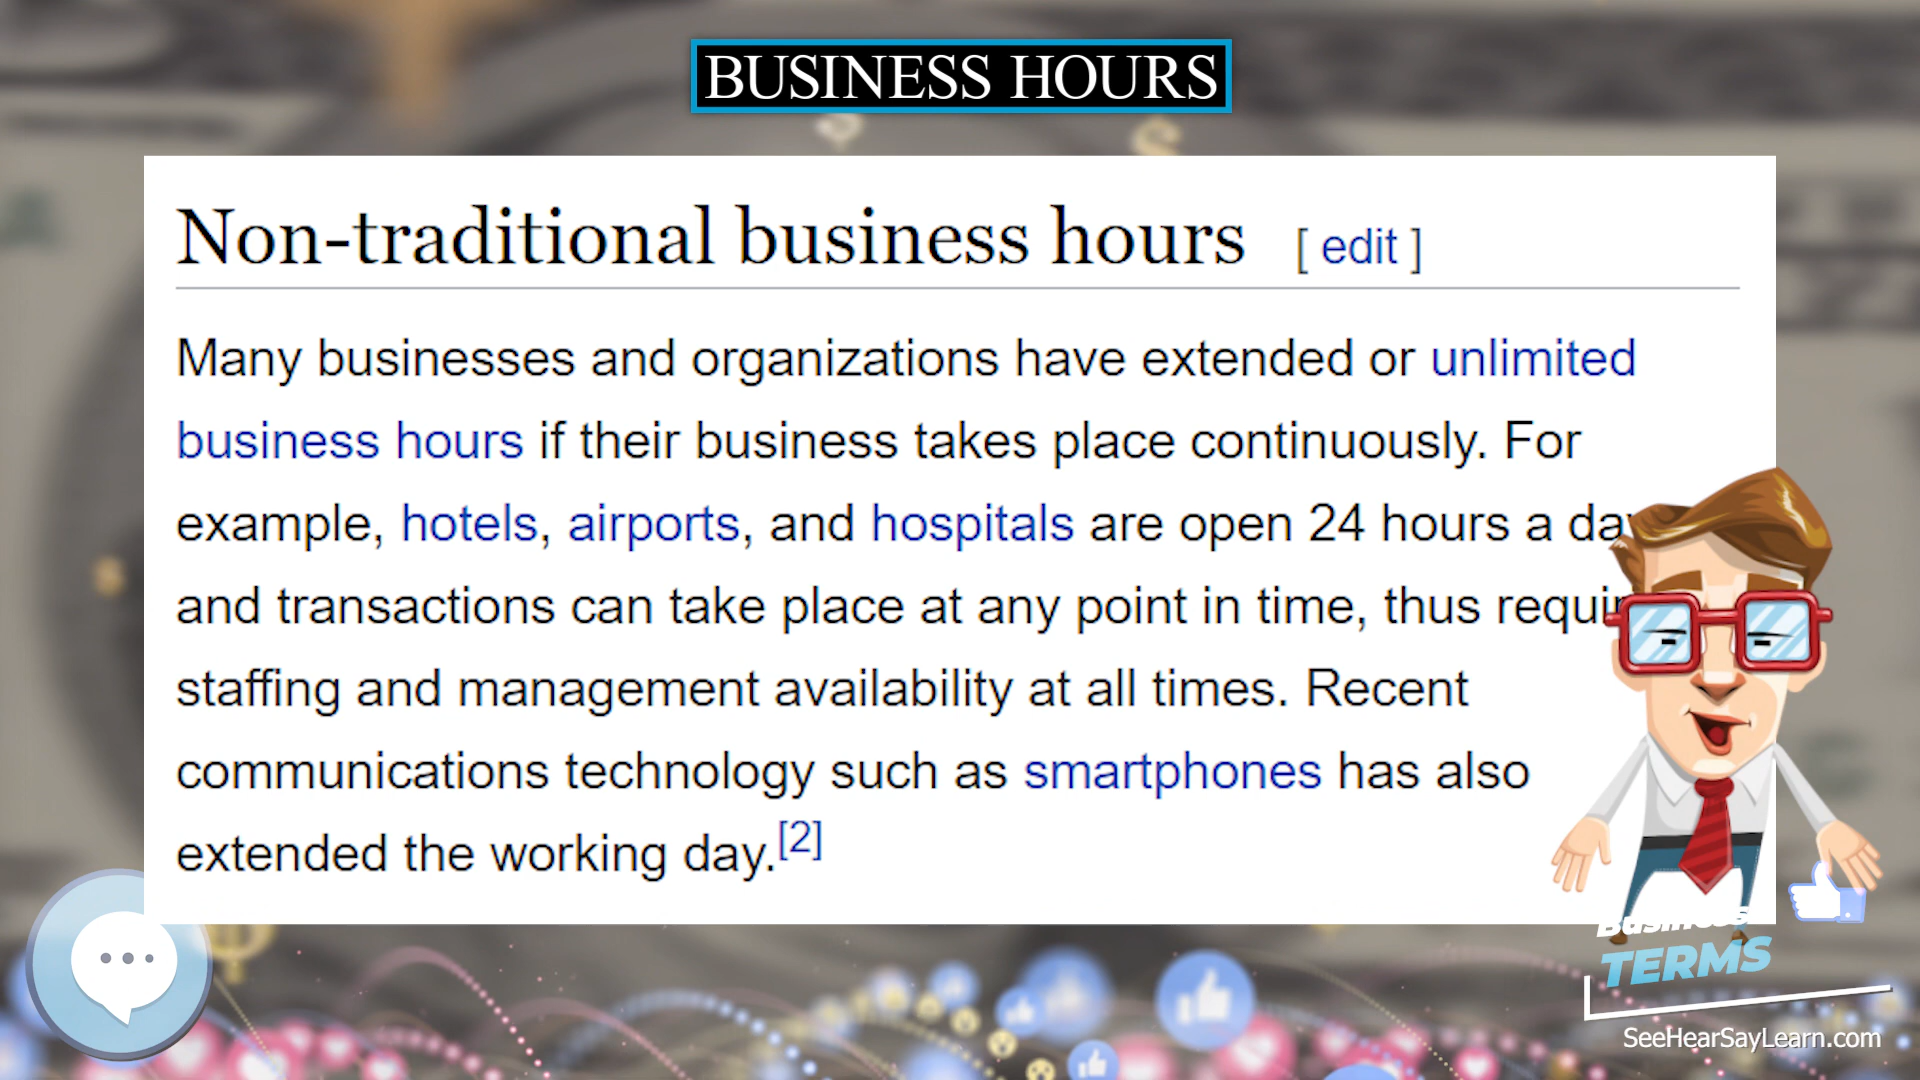 BUSINESS HOURS
Non-traditional business hours [ edit ]
Many businesses and organizations have extended or unlimited
business hours if their business takes place continuously. For
example, hotels, airports, and hospitals are open 24 hours a day
and transactions can take place at any point in time, thus
staffing and management availability at all times. Recent
communications technology such as smartphones has also
extended the working day.[2]
Business
TERMS
SeeHearSayLearn.com